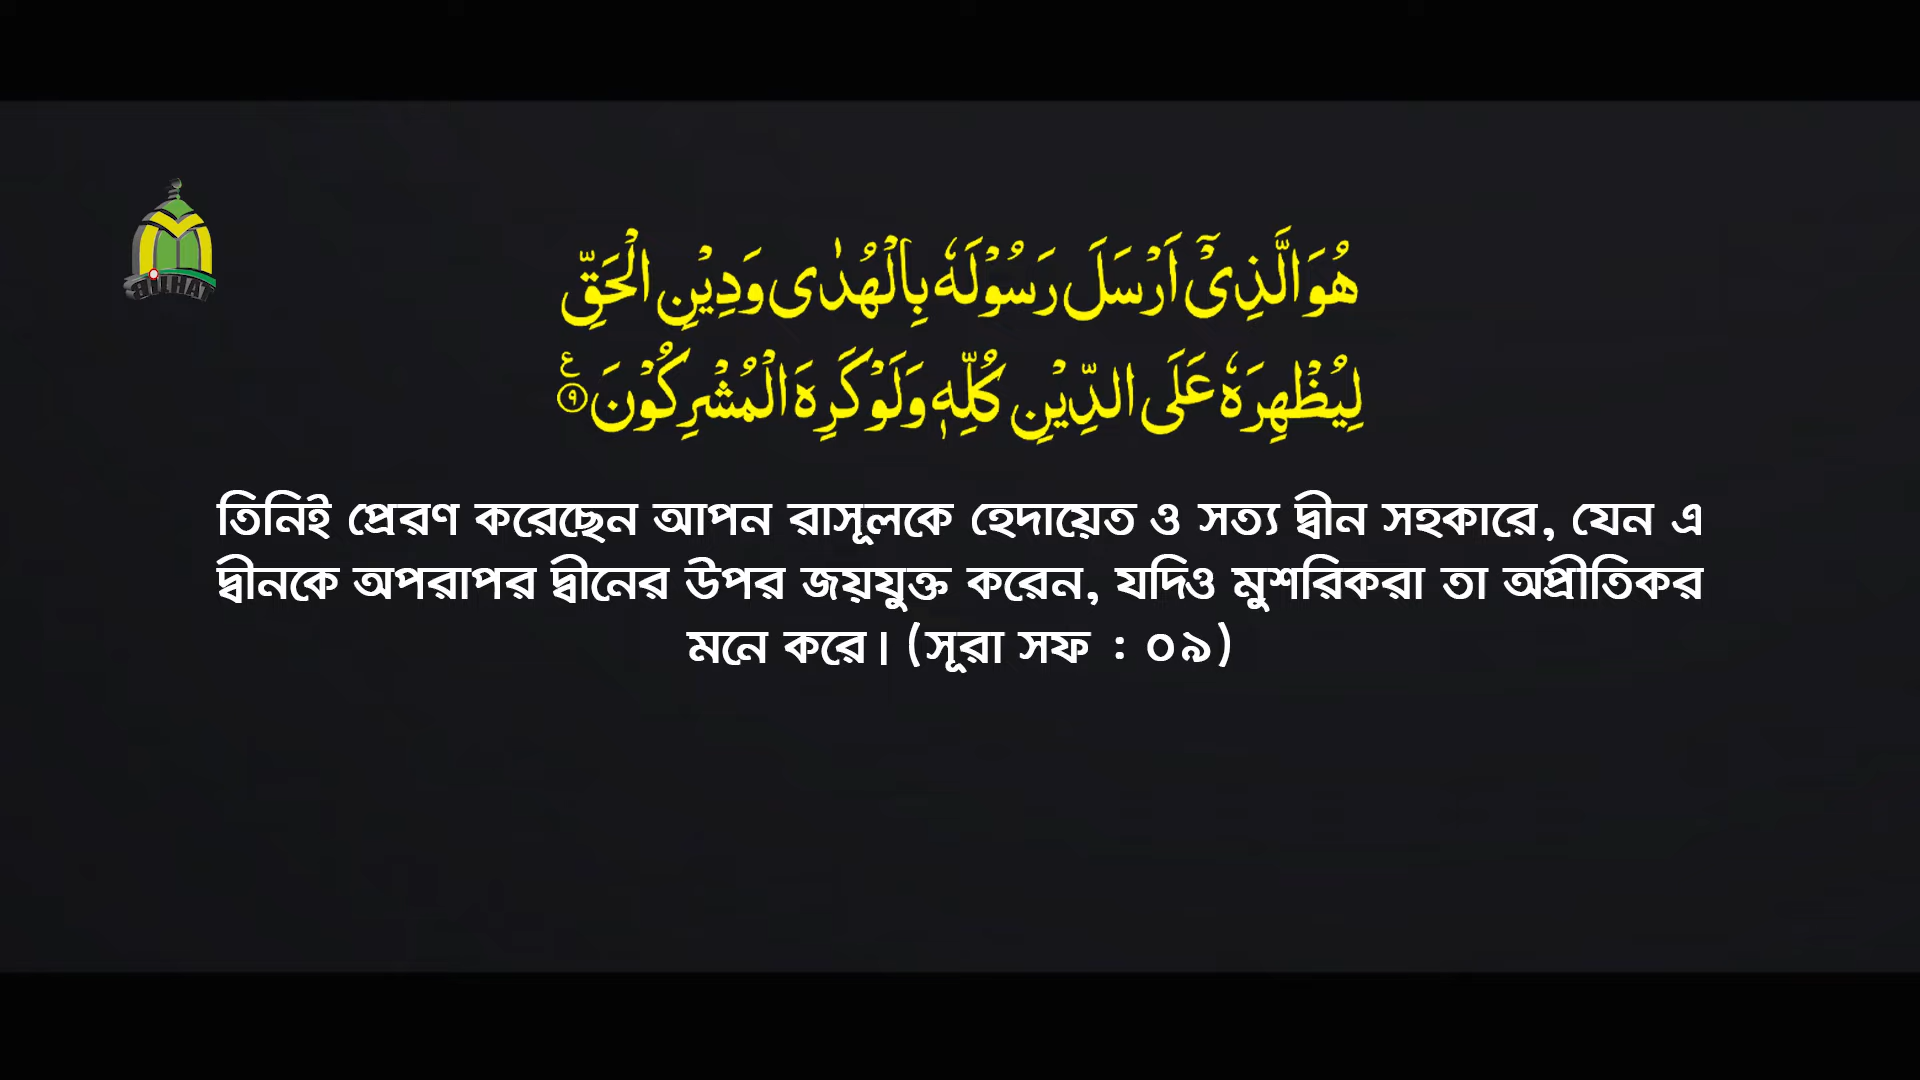 هُوَ الَّذِىْۤ اَرْسَلَ رَسُوْلَهٗ بِالْهُدٰى وَدِيْنِ الْحَقِّ
لِيُظْهِرَهٗ عَلَى الدِّيْنِ كُلِّهٖ وَلَوْ كَرِهَ الْمُشْرِكُوْنَ ۹ ع
তিনিই প্রেরণ করেছেন আপন রাসূলকে হেদায়েত ও সত্য দ্বীন সহকারে, যেন এ
দ্বীনকে অপরাপর দ্বীনের উপর জয়যুক্ত করেন, যদিও মুশরিকরা তা অপ্রীতিকর
মনে করে। (সূরা সফ : ০৯)